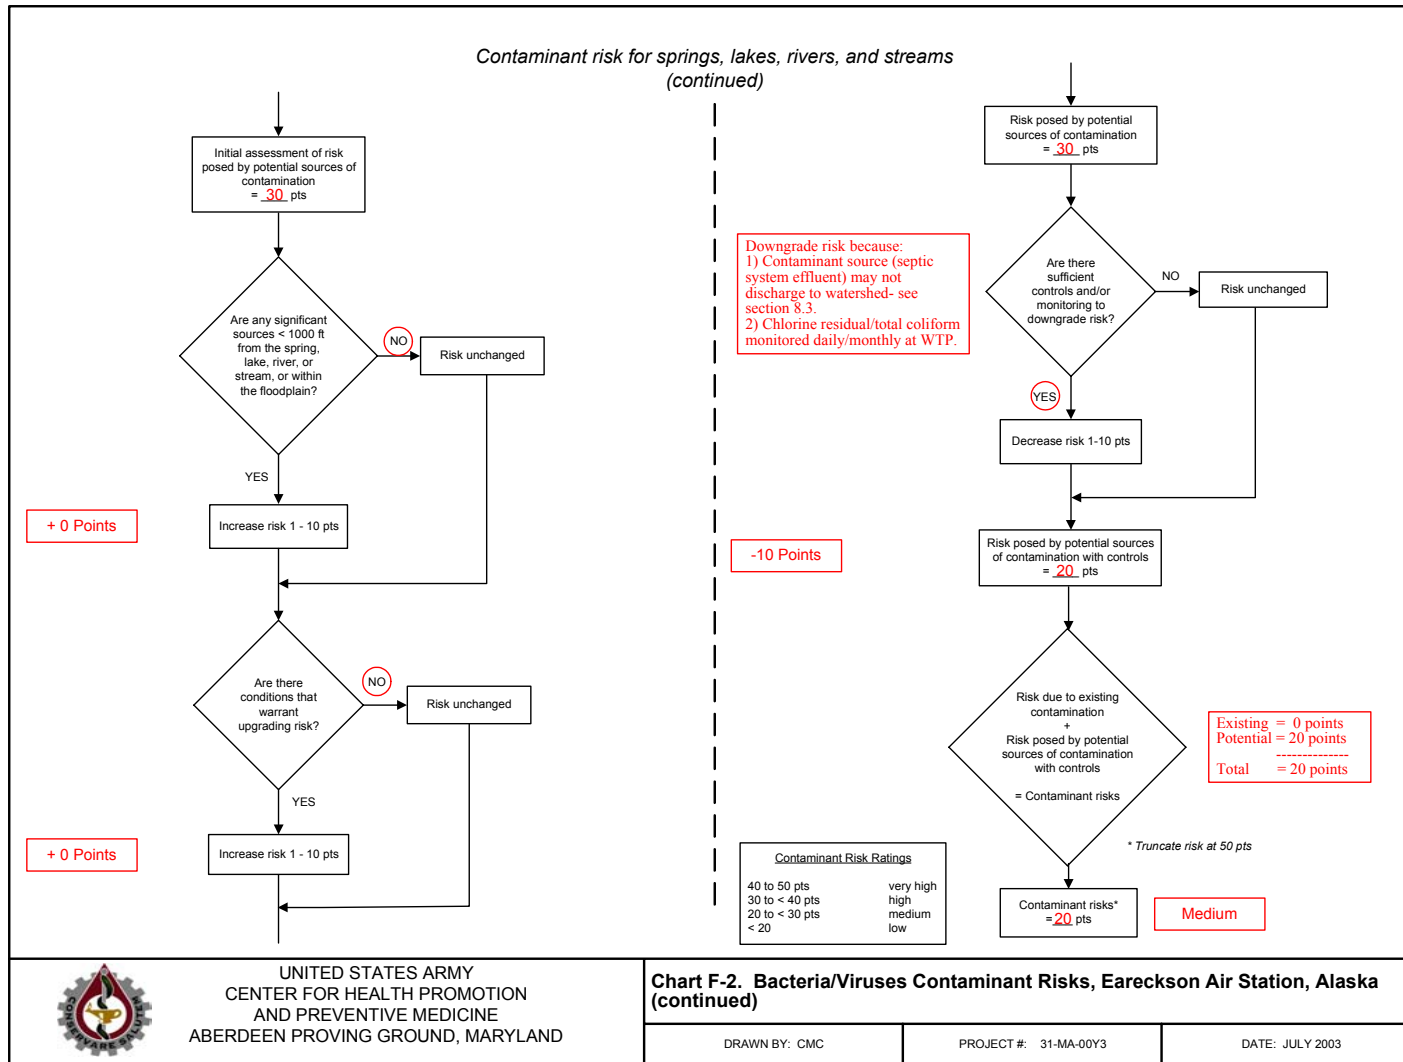 Contaminant risk for springs, lakes, rivers, and streams
(continued)
Initial assessment of risk
posed by potential sources of
contamination
= 30 pts
Are any significant
sources < 1000 ft
from the spring,
lake, river, or
stream, or within
the floodplain?
NO
Risk unchanged
YES
+ 0 Points
Increase risk 1 - 10 pts
Are there
conditions that
warrant
upgrading risk?
NO
Risk unchanged
YES
+ 0 Points
Increase risk 1 - 10 pts
Risk posed by potential
sources of contamination
= 30 pts
Downgrade risk because:
1) Contaminant source (septic
system effluent) may not
discharge to watershed- see
section 8.3.
2) Chlorine residual/total coliform
monitored daily/monthly at WTP.
Are there
sufficient
controls and/or
monitoring to
downgrade risk?
NO
Risk unchanged
YES
Decrease risk 1-10 pts
-10 Points
Risk posed by potential sources
of contamination with controls
= 20 pts
Risk due to existing
contamination
+
Risk posed by potential
sources of contamination
with controls
= Contaminant risks
Existing = 0 points
Potential = 20 points
--------------
Total = 20 points
* Truncate risk at 50 pts
Contaminant Risk Ratings
40 to 50 pts very high
30 to < 40 pts high
20 to < 30 pts medium
< 20 low
Contaminant risks*
=20 pts
Medium
CONSERVARE SALUTEM
UNITED STATES ARMY
CENTER FOR HEALTH PROMOTION
AND PREVENTIVE MEDICINE
ABERDEEN PROVING GROUND, MARYLAND
Chart F-2. Bacteria/Viruses Contaminant Risks, Eareckson Air Station, Alaska
(continued)
DRAWN BY: CMC
PROJECT #: 31-MA-00Y3
DATE: JULY 2003